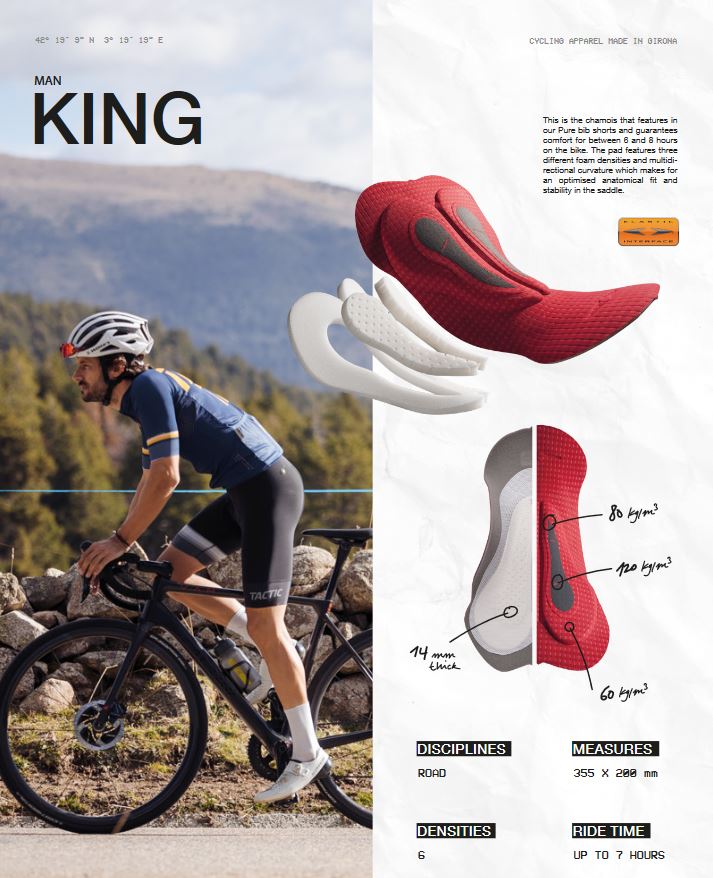 42° 19' 9" N  3° 19' 19" E
CYCLING APPAREL MADE IN GIRONA
MAN
KING
This is the chamois that features in
our Pure bib shorts and guarantees
comfort for between 6 and 8 hours
on the bike. The pad features three
different foam densities and multidi-
rectional curvature which makes for
an optimised anatomical fit and
stability in the saddle.
ELASTIC
INTERFACE
80 kg/m³
120 kg/m³
14 mm
thick
60 kg/m³
TACTIC
DISCIPLINES
ROAD
MEASURES
355 X 200 mm
DENSITIES
6
RIDE TIME
UP TO 7 HOURS